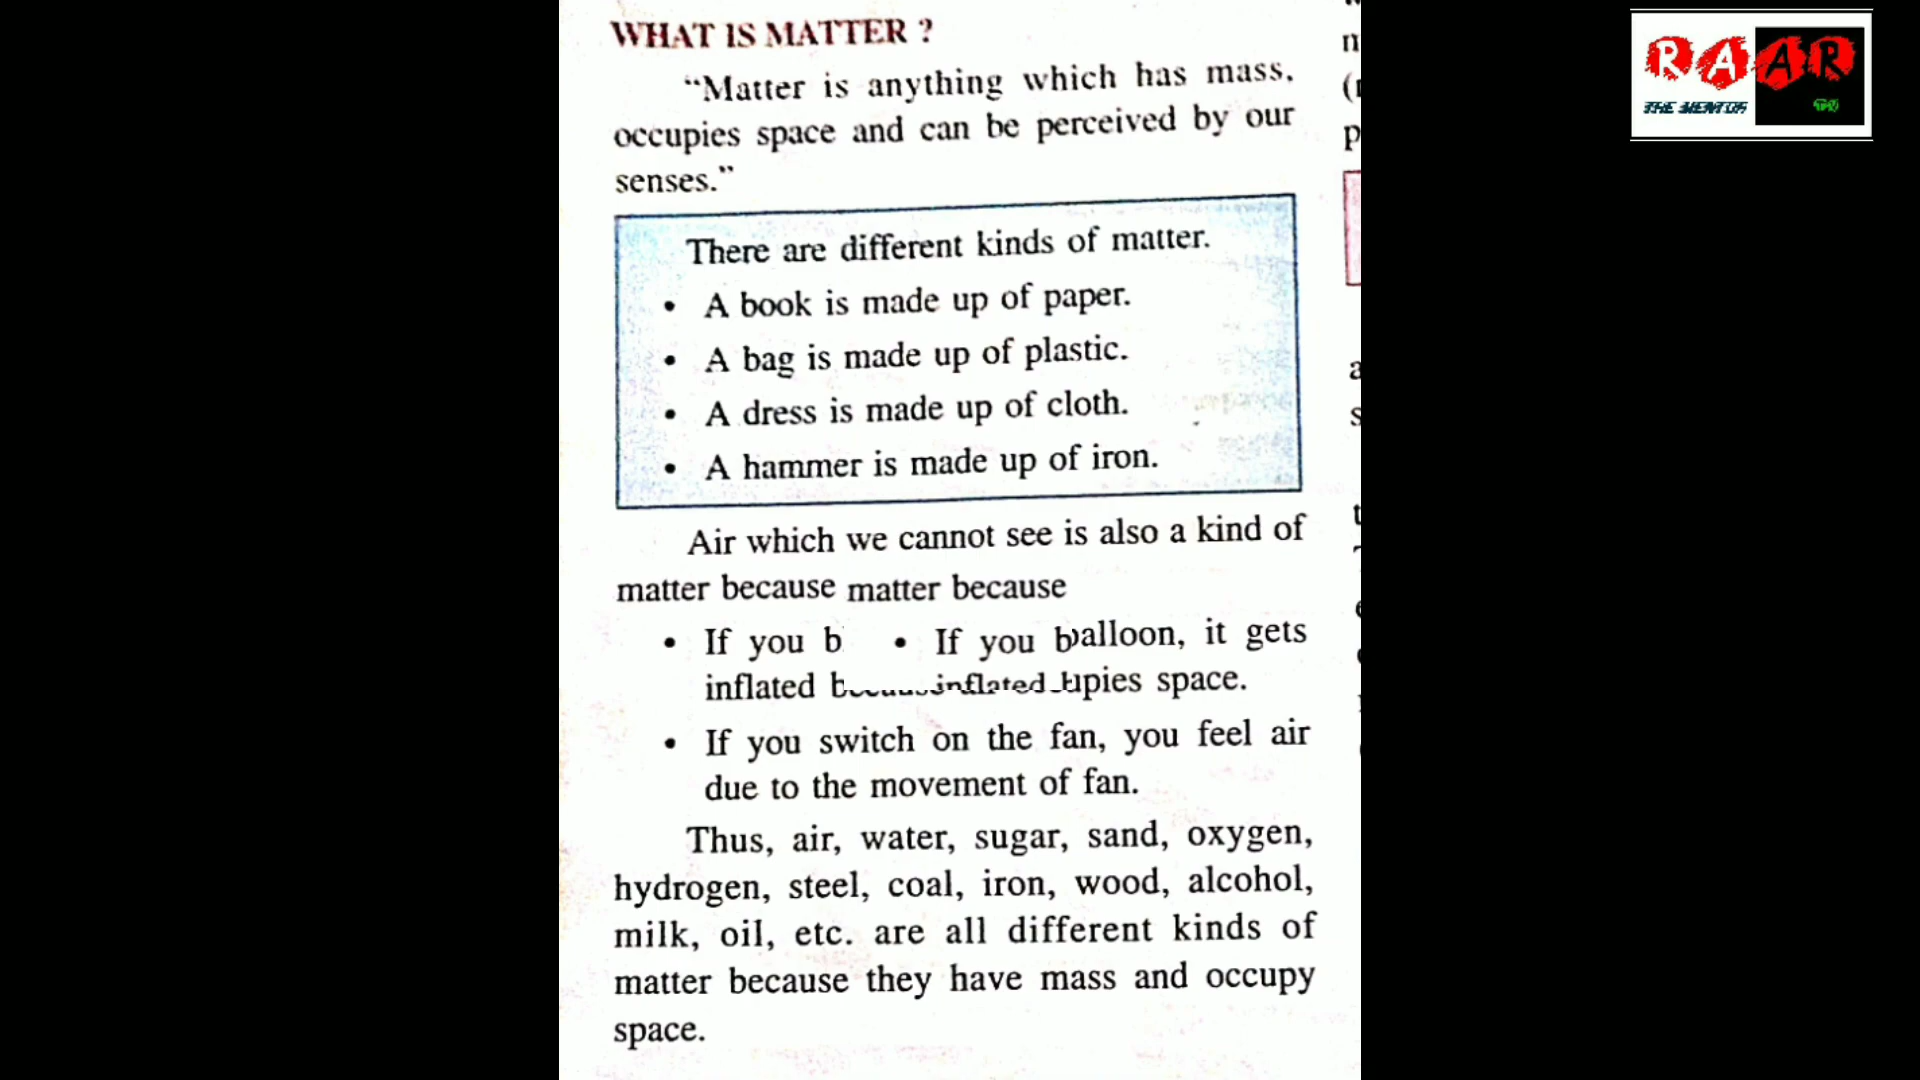 WHAT IS MATTER ?
“Matter is anything which has mass,
occupies space and can be perceived by our
senses.”
There are different kinds of matter.
• A book is made up of paper.
• A bag is made up of plastic.
• A dress is made up of cloth.
• A hammer is made up of iron.
Air which we cannot see is also a kind of
matter because matter because
• If you b • If you balloon, it gets
inflated inflated space.
• If you switch on the fan, you feel air
due to the movement of fan.
Thus, air, water, sugar, sand, oxygen,
hydrogen, steel, coal, iron, wood, alcohol,
milk, oil, etc. are all different kinds of
matter because they have mass and occupy
space.
RAAR
THE MENTOR